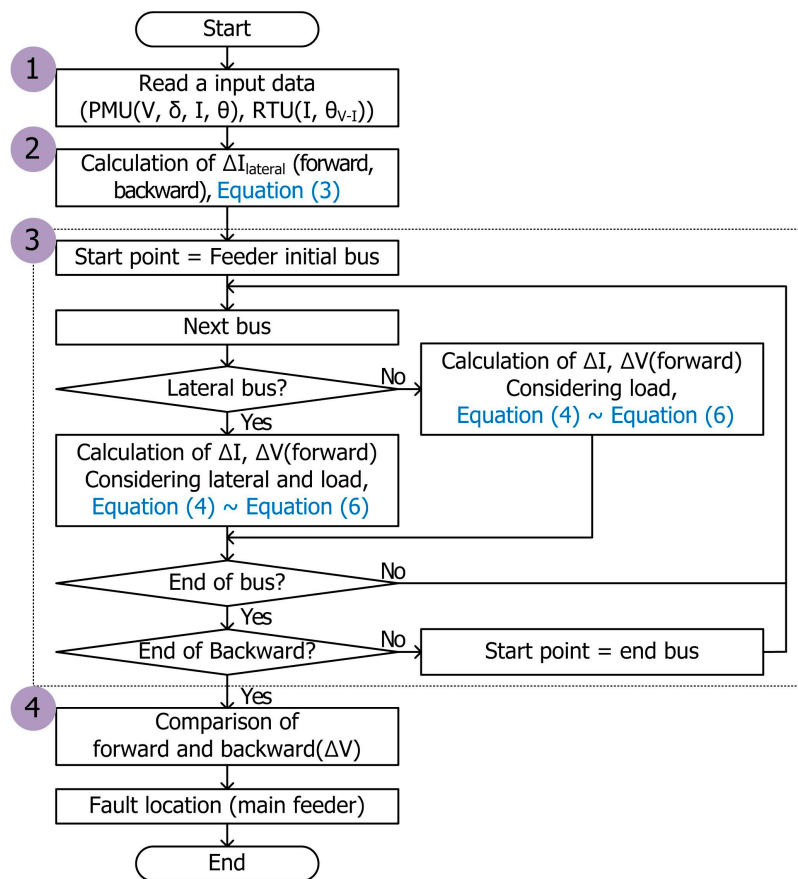 Start
1
Read a input data
(PMU(V, δ, I, θ), RTU(I, θV-I))
2
Calculation of ΔIlateral (forward,
backward), Equation (3)
3
Start point = Feeder initial bus
Next bus
Lateral bus?
No
Calculation of ΔI, ΔV(forward)
Considering load,
Equation (4) ~ Equation (6)
Yes
Calculation of ΔI, ΔV(forward)
Considering lateral and load,
Equation (4) ~ Equation (6)
End of bus?
No
Yes
End of Backward?
No
Start point = end bus
Yes
4
Comparison of
forward and backward(ΔV)
Fault location (main feeder)
End